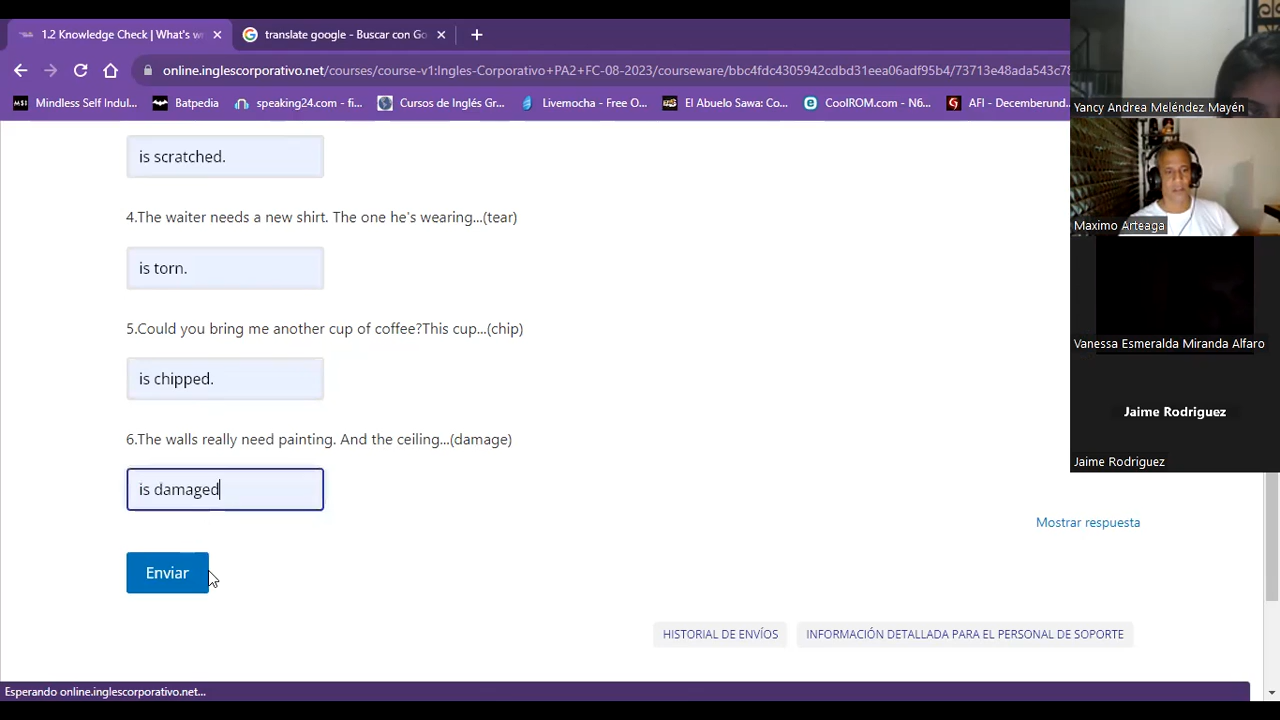 1.2 Knowledge Check | What's w
translate google - Buscar con Go
online.inglescorporativo.net/courses/course-v1:Ingles-Corporativo+PA2+FC-08-2023/courseware/bbc4fdc4305942cdbd31eea06adf95b4/73713e48ada543c78
Mindless Self Indul...
Batpedia
speaking24.com - fi...
Cursos de Inglés Gr...
Livemocha - Free O...
El Abuelo Sawa: Co...
CoolROM.com - N6...
AFI - Decemberund
is scratched.
4.The waiter needs a new shirt. The one he's wearing...(tear)
is torn.
5.Could you bring me another cup of coffee?This cup...(chip)
is chipped.
6.The walls really need painting. And the ceiling...(damage)
is damaged
Mostrar respuesta
Enviar
HISTORIAL DE ENVÍOS
INFORMACIÓN DETALLADA PARA EL PERSONAL DE SOPORTE
Esperando online.inglescorporativo.net...
Yancy Andrea Meléndez Mayén
Maximo Arteaga
Vanessa Esmeralda Miranda Alfaro
Jaime Rodriguez
Jaime Rodriguez